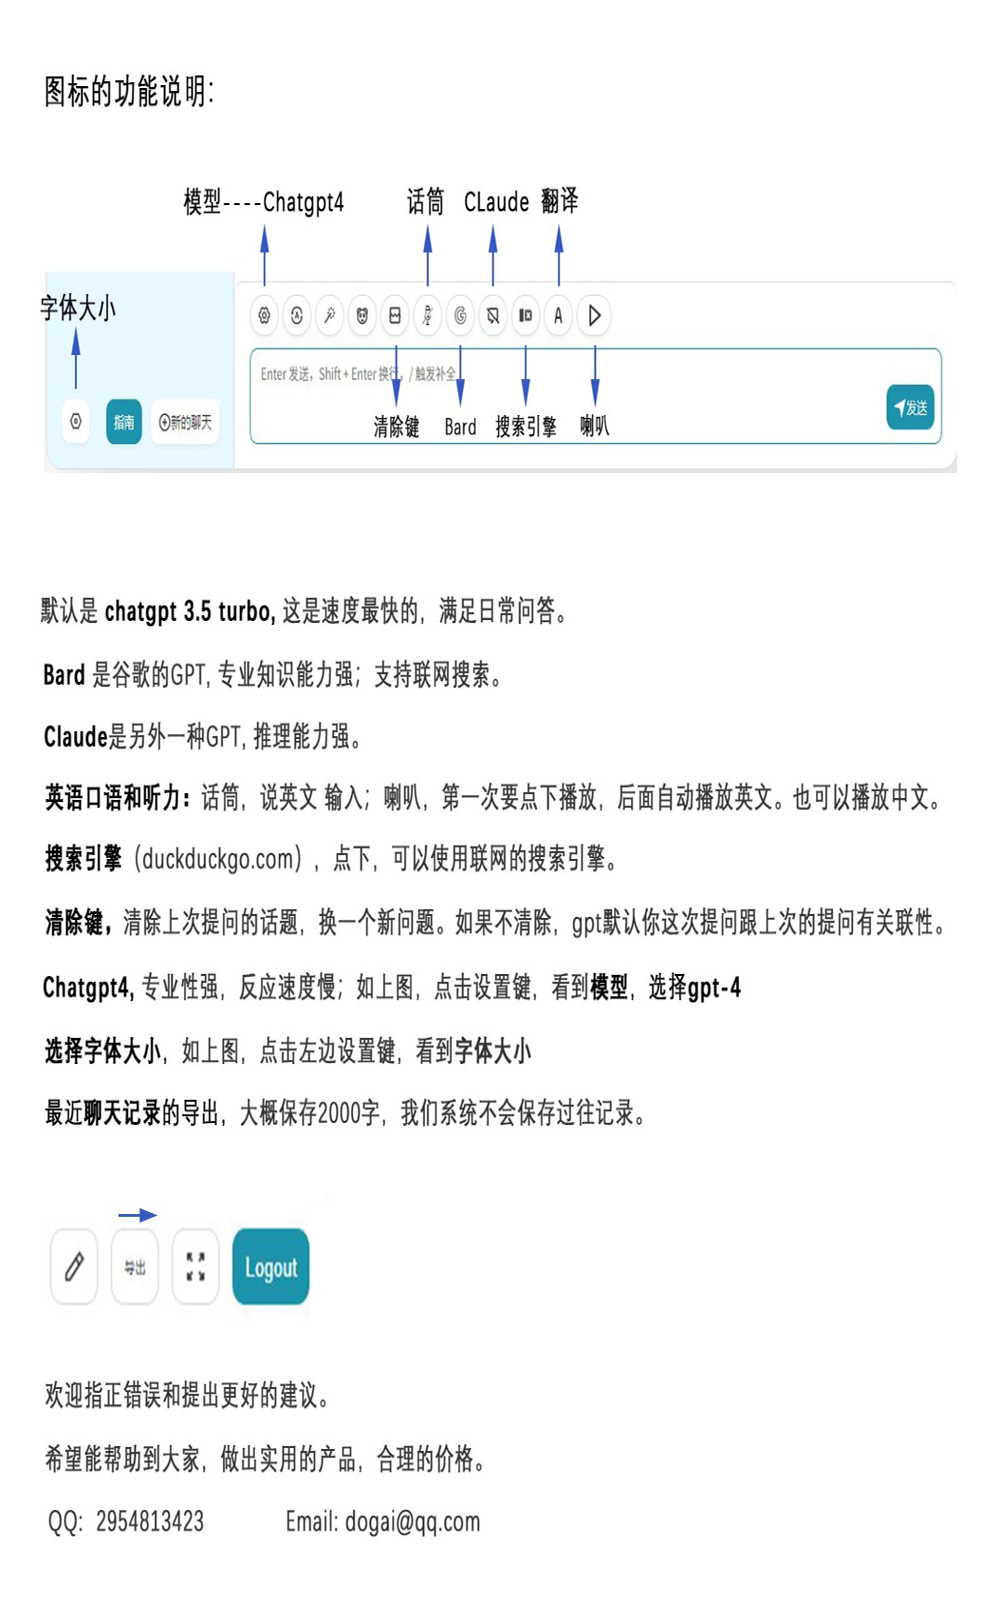 图标的功能说明:
模型----Chatgpt4 话筒 CLaude 翻译
字体大小
Enter 发送，Shift + Enter 换行，/ 触发补全
指南 新的聊天 发送
清除键 Bard 搜索引擎 喇叭
默认是 chatgpt 3.5 turbo, 这是速度最快的，满足日常问答。
Bard 是谷歌的GPT, 专业知识能力强；支持联网搜索。
Claude是另外一种GPT, 推理能力强。
英语口语和听力：话筒，说英文 输入；喇叭，第一次要点下播放，后面自动播放英文。也可以播放中文。
搜索引擎（duckduckgo.com），点下，可以使用联网的搜索引擎。
清除键，清除上次提问的话题，换一个新问题。如果不清除，gpt默认你这次提问跟上次的提问有关联性。
Chatgpt4, 专业性强，反应速度慢；如上图，点击设置键，看到模型，选择gpt-4
选择字体大小，如上图，点击左边设置键，看到字体大小
最近聊天记录的导出，大概保存2000字，我们系统不会保存过往记录。
导出 Logout
欢迎指正错误和提出更好的建议。
希望能帮助到大家，做出实用的产品，合理的价格。
QQ: 2954813423 Email: dogai@qq.com